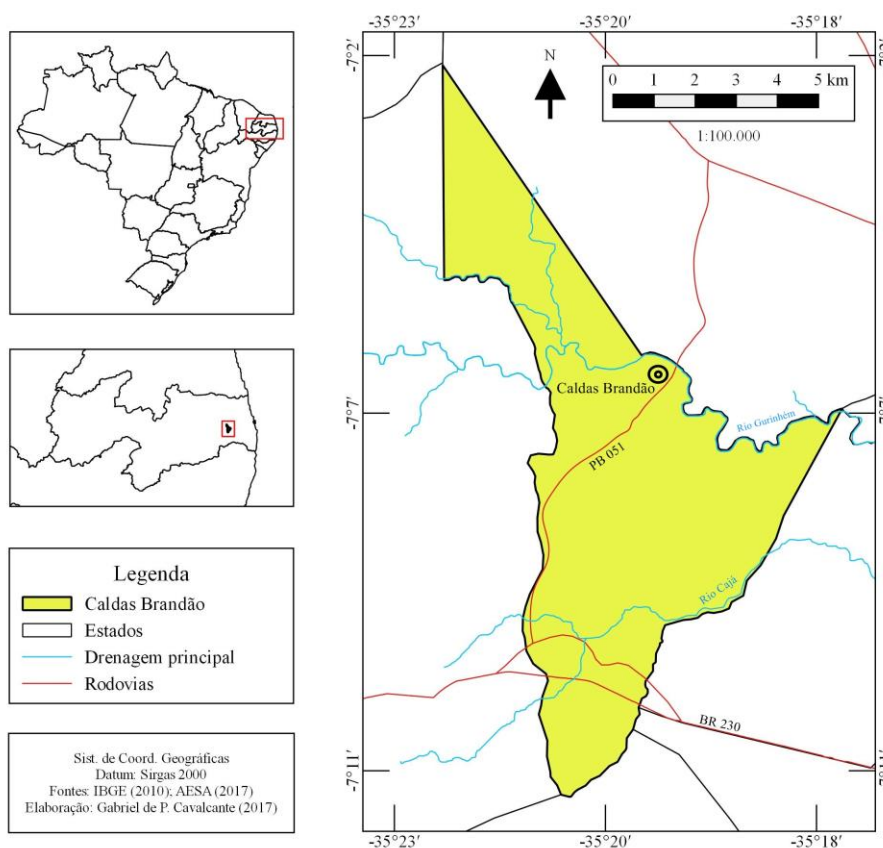 -35°23′ -35°20′ -35°18′
-7°2′
N
0 1 2 3 4 5 km
1:100.000
Caldas Brandão
-7°7′
Rio Gurinhém
PB 051
Rio Cajá
BR 230
-7°11′
-7°11′
-35°23′ -35°20′ -35°18′
Legenda
Caldas Brandão
Estados
Drenagem principal
Rodovias
Sist. de Coord. Geográficas
Datum: Sirgas 2000
Fontes: IBGE (2010); AESA (2017)
Elaboração: Gabriel de P. Cavalcante (2017)